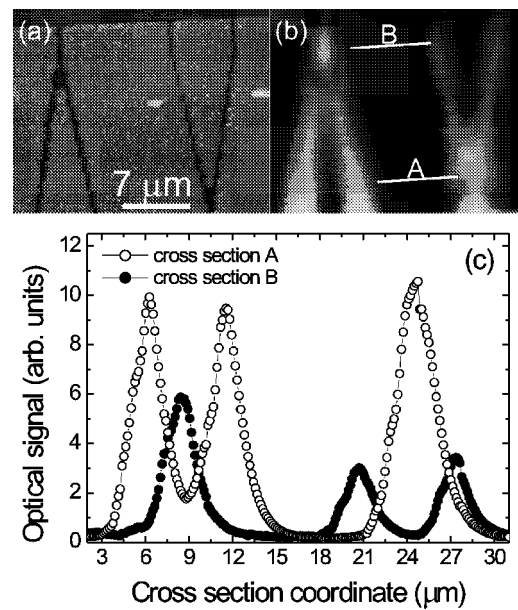 (a)
7 μm
(b)
B
A
(c)
cross section A
cross section B
Optical signal (arb. units)
12
10
8
6
4
2
0
3 6 9 12 15 18 21 24 27 30
Cross section coordinate (μm)